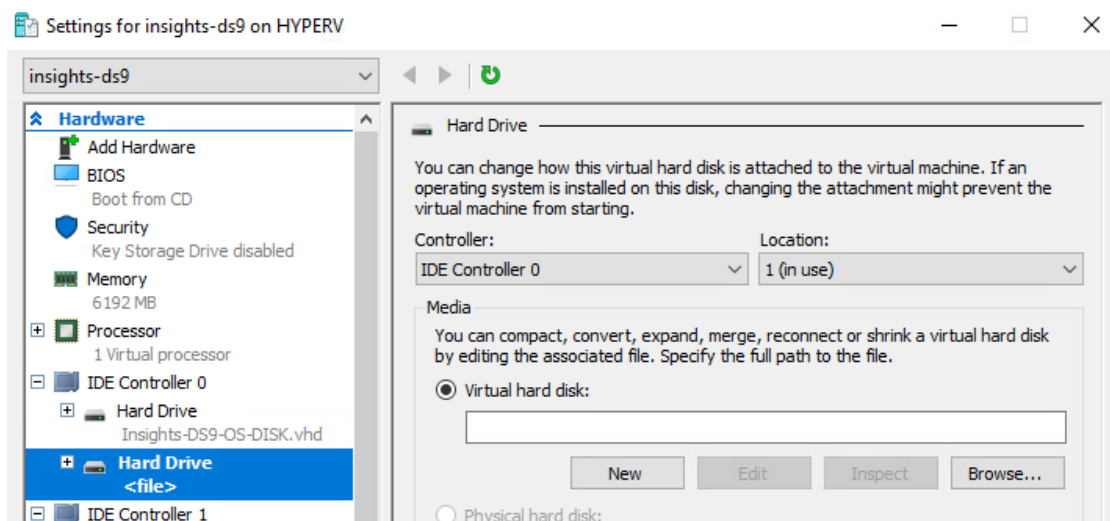 Settings for insights-ds9 on HYPERV
insights-ds9
Hardware
Add Hardware
BIOS
Boot from CD
Security
Key Storage Drive disabled
Memory
6192 MB
Processor
1 Virtual processor
IDE Controller 0
Hard Drive
Insights-DS9-OS-DISK.vhd
Hard Drive
<file>
IDE Controller 1
Hard Drive
You can change how this virtual hard disk is attached to the virtual machine. If an
operating system is installed on this disk, changing the attachment might prevent the
virtual machine from starting.
Controller: Location:
IDE Controller 0 1 (in use)
Media
You can compact, convert, expand, merge, reconnect or shrink a virtual hard disk
by editing the associated file. Specify the full path to the file.
Virtual hard disk:
New Edit Inspect Browse...
Physical hard disk: